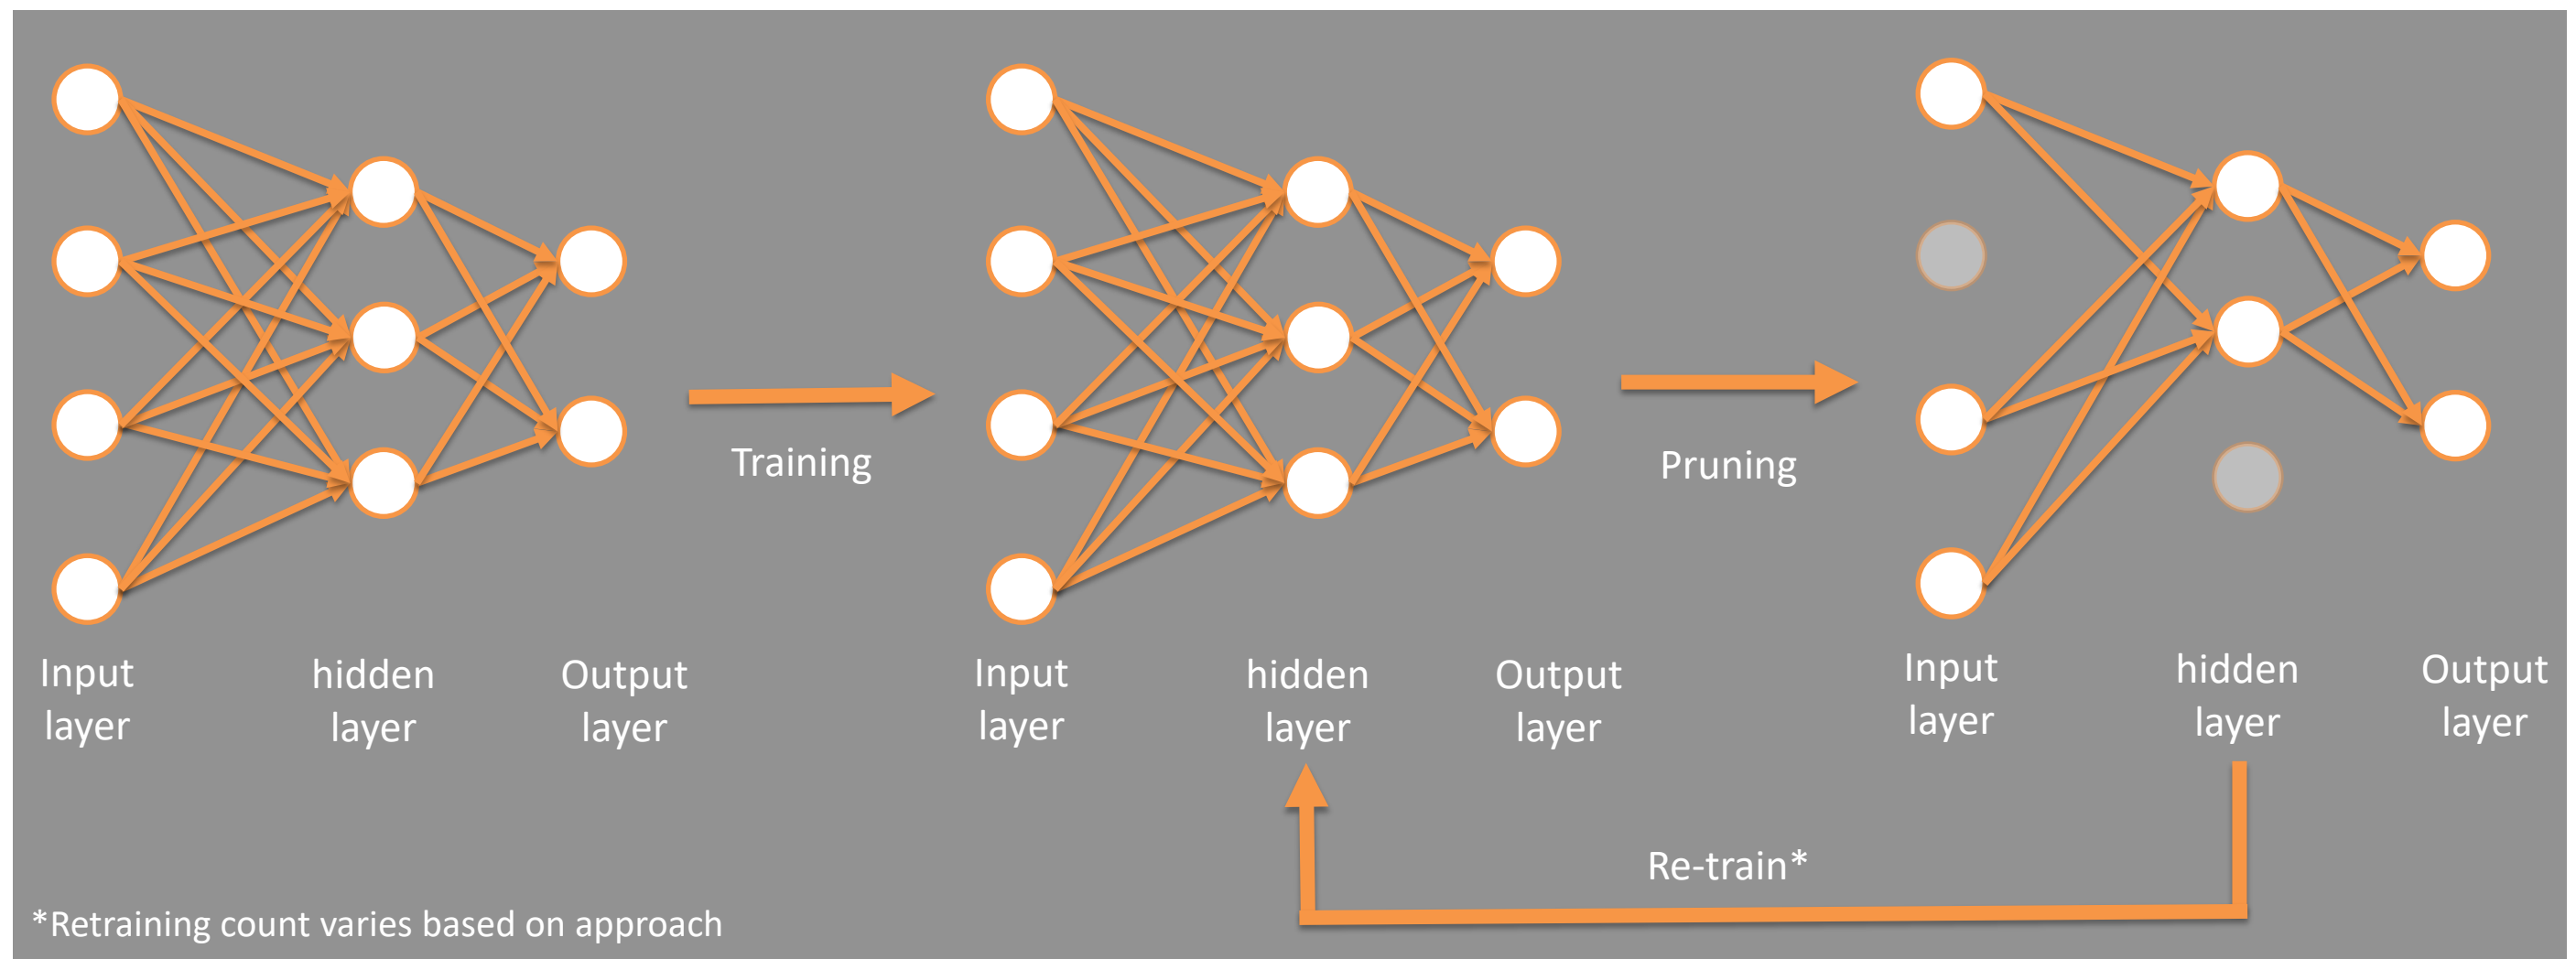 Training
Pruning
Input
layer
hidden
layer
Output
layer
Input
layer
hidden
layer
Output
layer
Input
layer
hidden
layer
Output
layer
Re-train*
*Retraining count varies based on approach